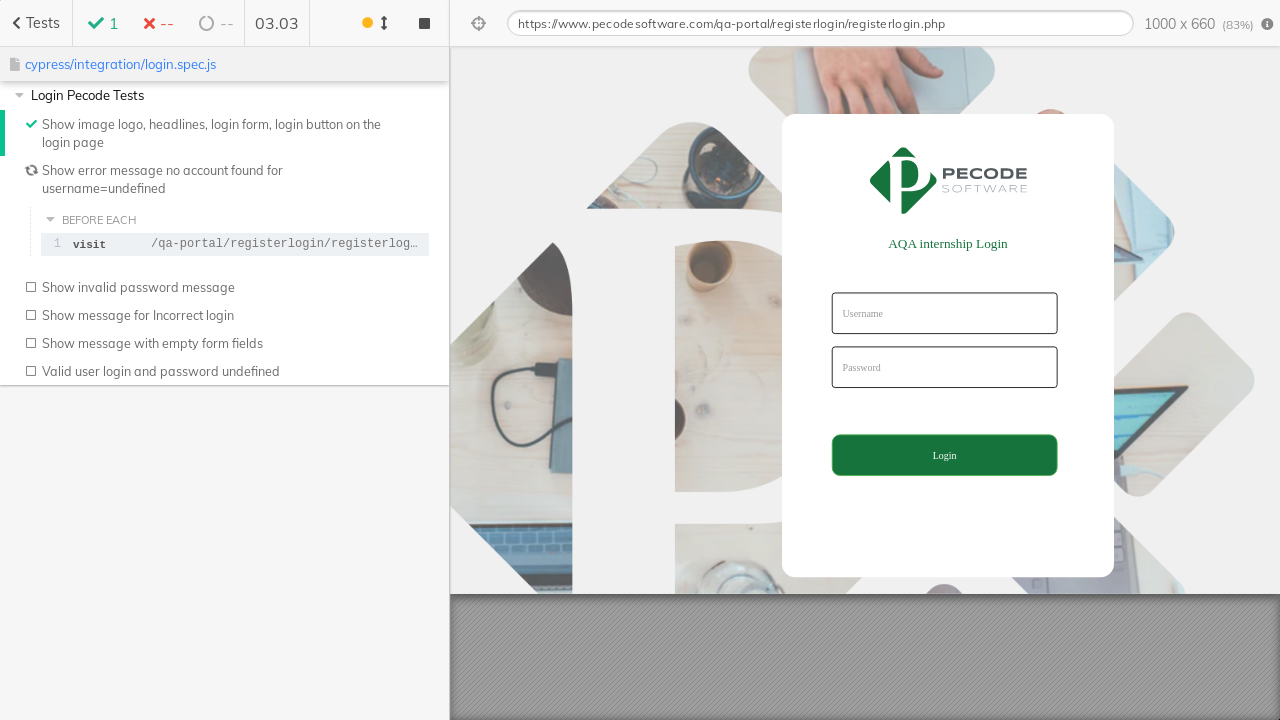 Tests
1
--
--
03.03
https://www.pecodesoftware.com/qa-portal/registerlogin/registerlogin.php
1000 x 660 (83%)
cypress/integration/login.spec.js
Login Pecode Tests
Show image logo, headlines, login form, login button on the
login page
Show error message no account found for
username=undefined
BEFORE EACH
1 visit /qa-portal/registerlogin/registerlog…
Show invalid password message
Show message for Incorrect login
Show message with empty form fields
Valid user login and password undefined
PECODE
SOFTWARE
AQA internship Login
Username
Password
Login